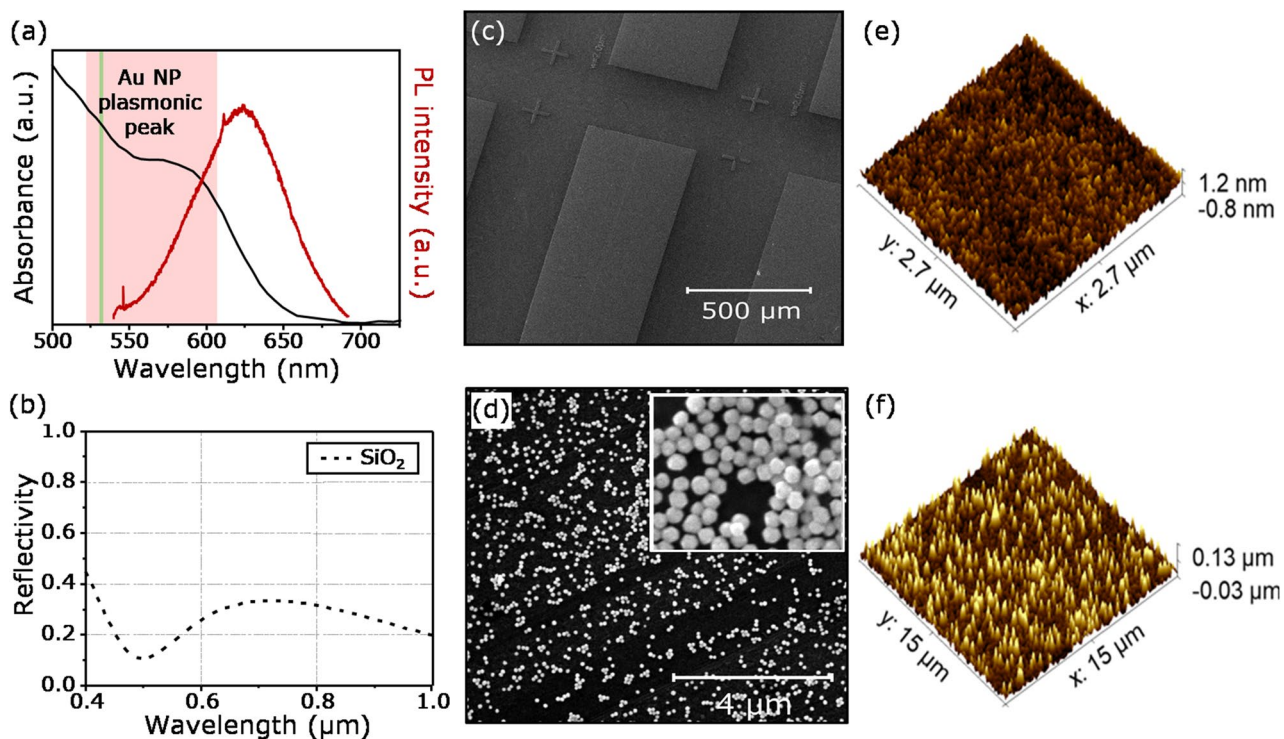 (a)
Au NP
plasmonic
peak
Absorbance (a.u.)
PL intensity (a.u.)
500 550 600 650 700
Wavelength (nm)
(b)
1.0
0.8
0.6
0.4
0.2
0.0
SiO₂
Reflectivity
0.4 0.6 0.8 1.0
Wavelength (µm)
(c)
500 µm
(d)
4 µm
(e)
1.2 nm
-0.8 nm
y: 2.7 µm
x: 2.7 µm
(f)
0.13 µm
-0.03 µm
y: 15 µm
x: 15 µm